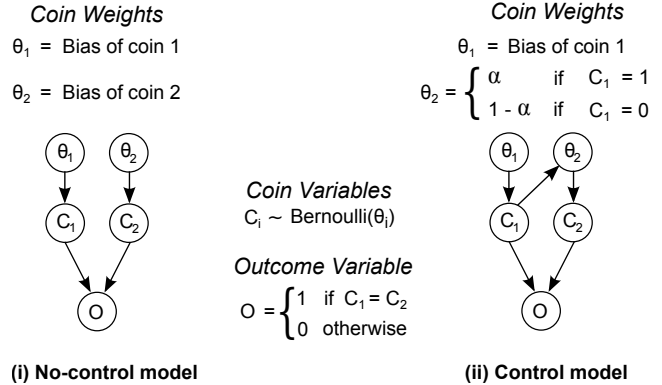 Coin Weights
θ₁ = Bias of coin 1
θ₂ = Bias of coin 2
θ₁ θ₂
C₁ C₂
O
(i) No-control model
Coin Variables
Cᵢ ~ Bernoulli(θᵢ)
Outcome Variable
O = { 1 if C₁ = C₂
0 otherwise
Coin Weights
θ₁ = Bias of coin 1
θ₂ = { α if C₁ = 1
1 - α if C₁ = 0
θ₁ θ₂
C₁ C₂
O
(ii) Control model